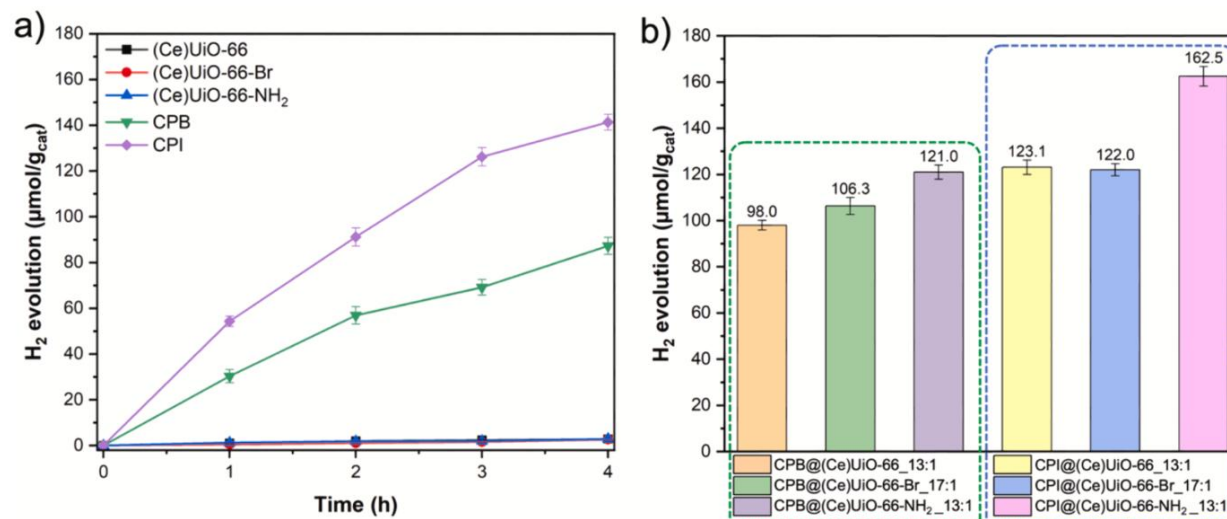 a)
(Ce)UiO-66
(Ce)UiO-66-Br
(Ce)UiO-66-NH₂
CPB
CPI
H₂ evolution (μmol/g_cat)
180
160
140
120
100
80
60
40
20
0
0 1 2 3 4
Time (h)
b)
H₂ evolution (μmol/g_cat)
180
160
140
120
100
80
60
40
20
0
98.0
106.3
121.0
123.1
122.0
162.5
CPB@(Ce)UiO-66_13:1
CPB@(Ce)UiO-66-Br_17:1
CPB@(Ce)UiO-66-NH₂_13:1
CPI@(Ce)UiO-66_13:1
CPI@(Ce)UiO-66-Br_17:1
CPI@(Ce)UiO-66-NH₂_13:1